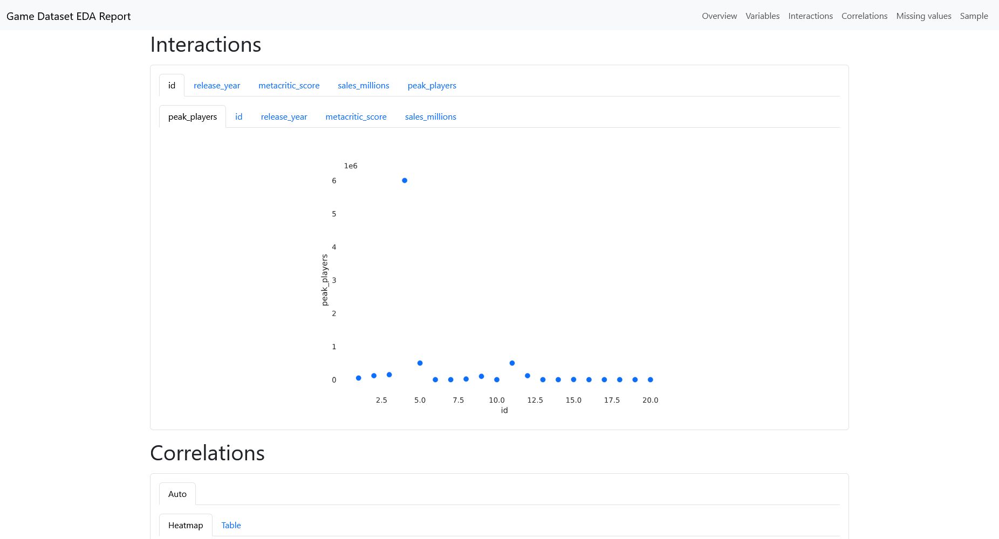 Game Dataset EDA Report
Overview Variables Interactions Correlations Missing values Sample
Interactions
id release_year metacritic_score sales_millions peak_players
peak_players id release_year metacritic_score sales_millions
1e6
6
5
4
3
2
1
0
peak_players
2.5 5.0 7.5 10.0 12.5 15.0 17.5 20.0
id
Correlations
Auto
Heatmap Table